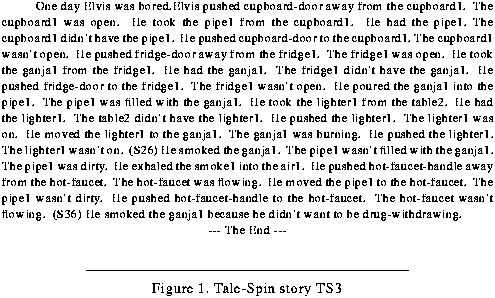 One day Elvis was bored.Elvis pushed cupboard-door away from the cupboard1. The
cupboard1 was open. He took the pipe1 from the cupboard1. He had the pipe1. The
cupboard1 didn't have the pipe1. He pushed cupboard-door to the cupboard1. The cupboard1
wasn't open. He pushed fridge-door away from the fridge1. The fridge1 was open. He took
the ganja1 from the fridge1. He had the ganja1. The fridge1 didn't have the ganja1. He
pushed fridge-door to the fridge1. The fridge1 wasn't open. He poured the ganja1 into the
pipe1. The pipe1 was filled with the ganja1. He took the lighter1 from the table2. He had
the lighter1. The table2 didn't have the lighter1. He pushed the lighter1. The lighter1 was
on. He moved the lighter1 to the ganja1. The ganja1 was burning. He pushed the lighter1.
The lighter1 wasn't on. (S26) He smoked the ganja1. The pipe1 wasn't filled with the ganja1.
The pipe1 was dirty. He exhaled the smoke1 into the air1. He pushed hot-faucet-handle away
from the hot-faucet. The hot-faucet was flowing. He moved the pipe1 to the hot-faucet. The
pipe1 wasn't dirty. He pushed hot-faucet-handle to the hot-faucet. The hot-faucet wasn't
flowing. (S36) He smoked the ganja1 because he didn't want to be drug-withdrawing.
--- The End ---
Figure 1. Tale-Spin story TS3